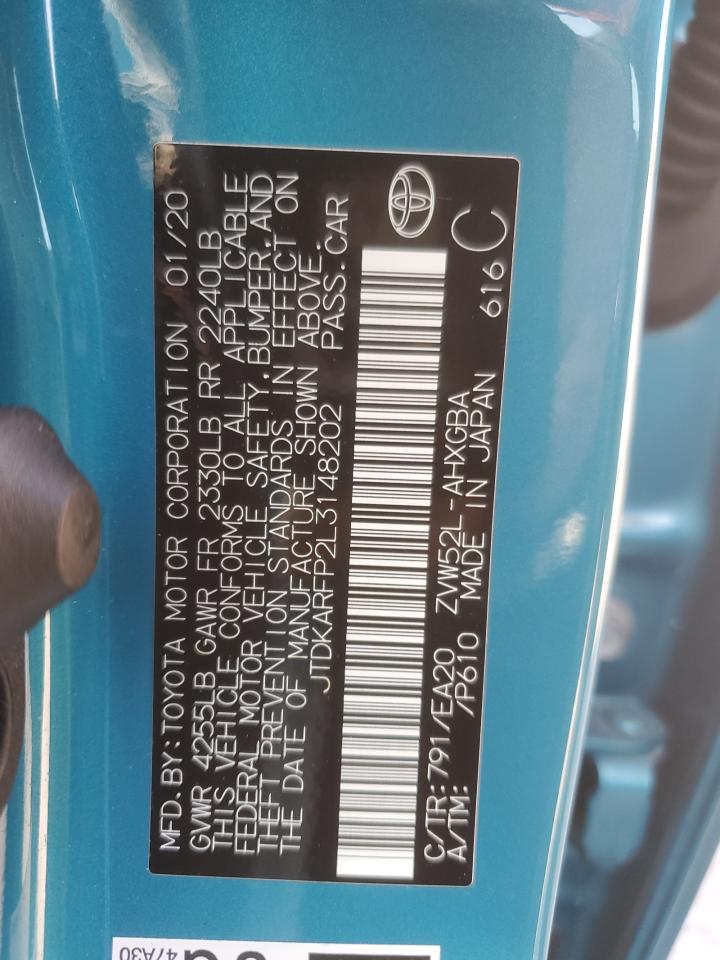 MFD.BY:TOYOTA MOTOR CORPORATION 01/20
GVWR 4255LB GAWR FR 2330LB RR 2240LB
THIS VEHICLE CONFORMS TO ALL APPLICABLE
FEDERAL MOTOR VEHICLE SAFETY,BUMPER,AND
THEFT PREVENTION STANDARDS IN EFFECT ON
THE DATE OF MANUFACTURE SHOWN ABOVE.
JTDKARFP2L3148202 PASS.CAR
C/TR:791/EA20 ZVW52L-AHXGBA
A/TM: /P610 MADE IN JAPAN 616 C
47A30